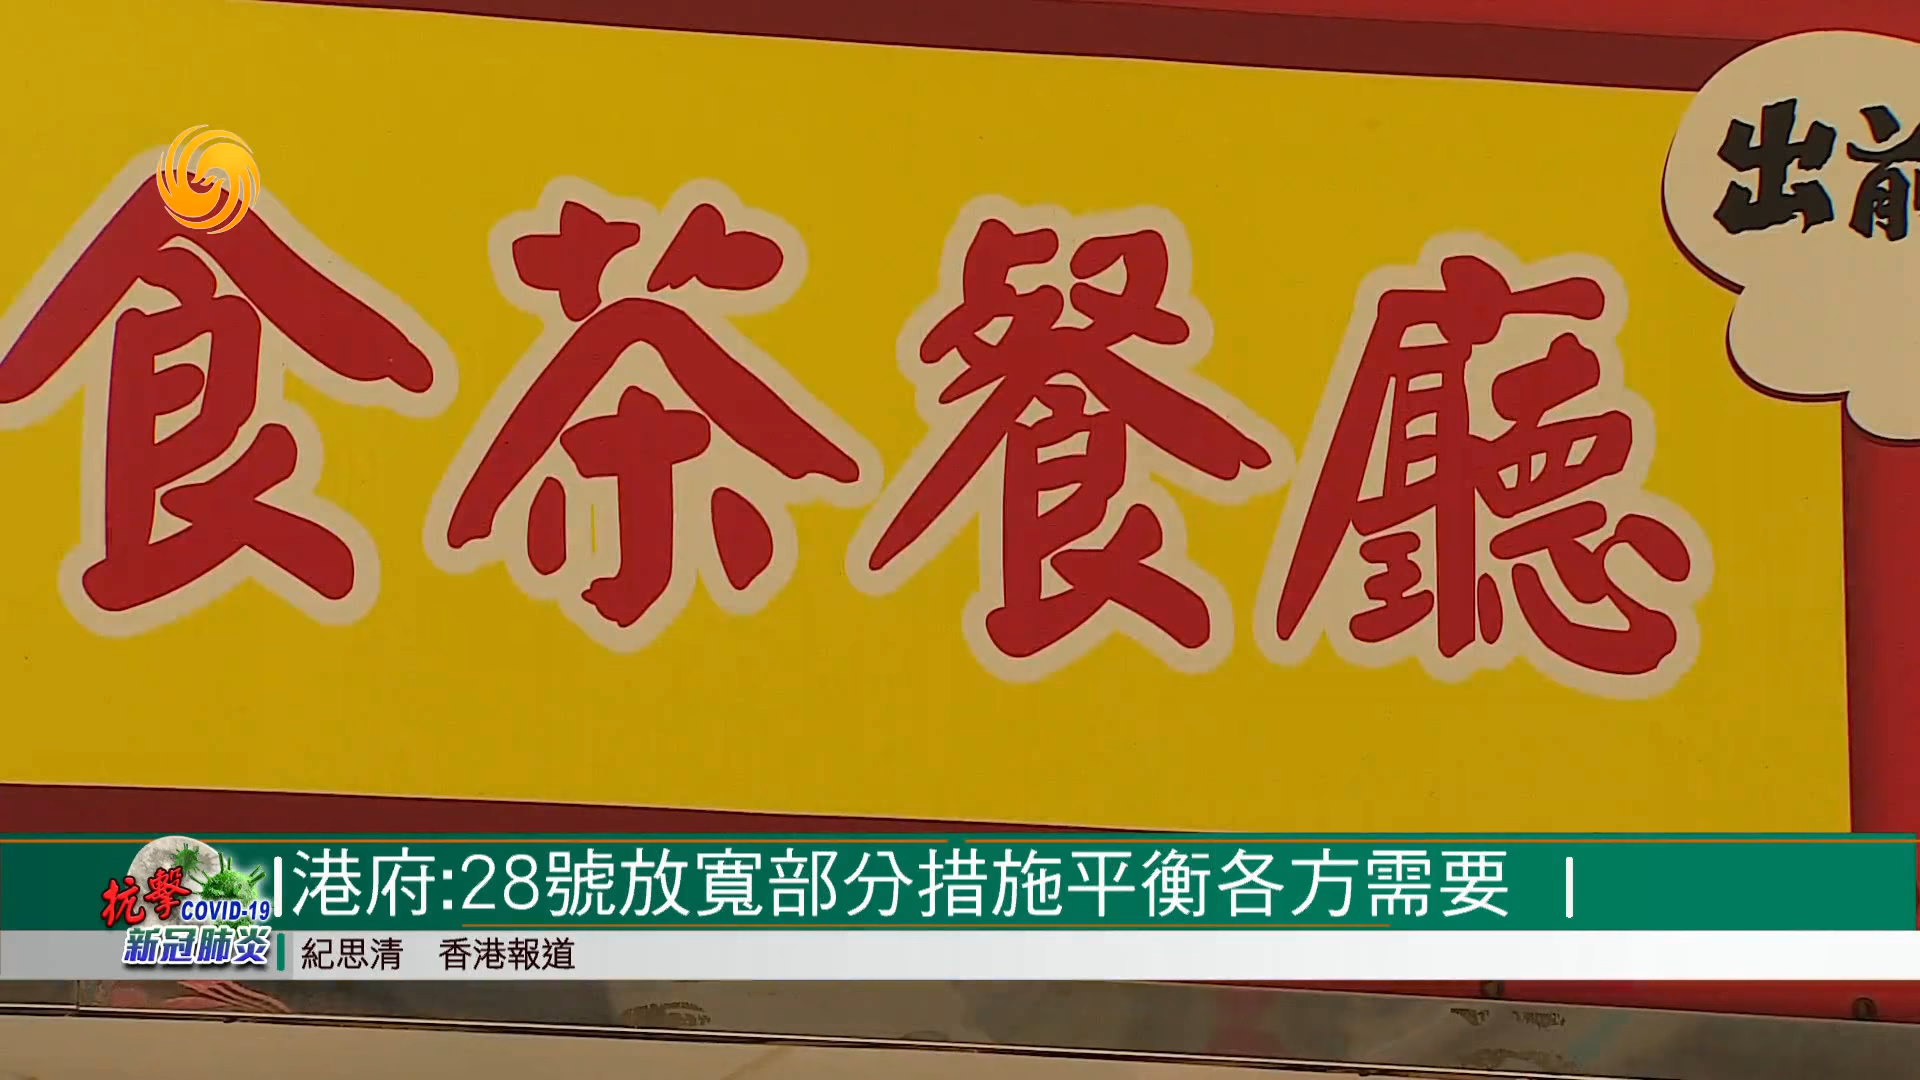 出前
食茶餐廳
港府:28號放寬部分措施平衡各方需要
抗擊
COVID-19
新冠肺炎
紀思清 香港報道